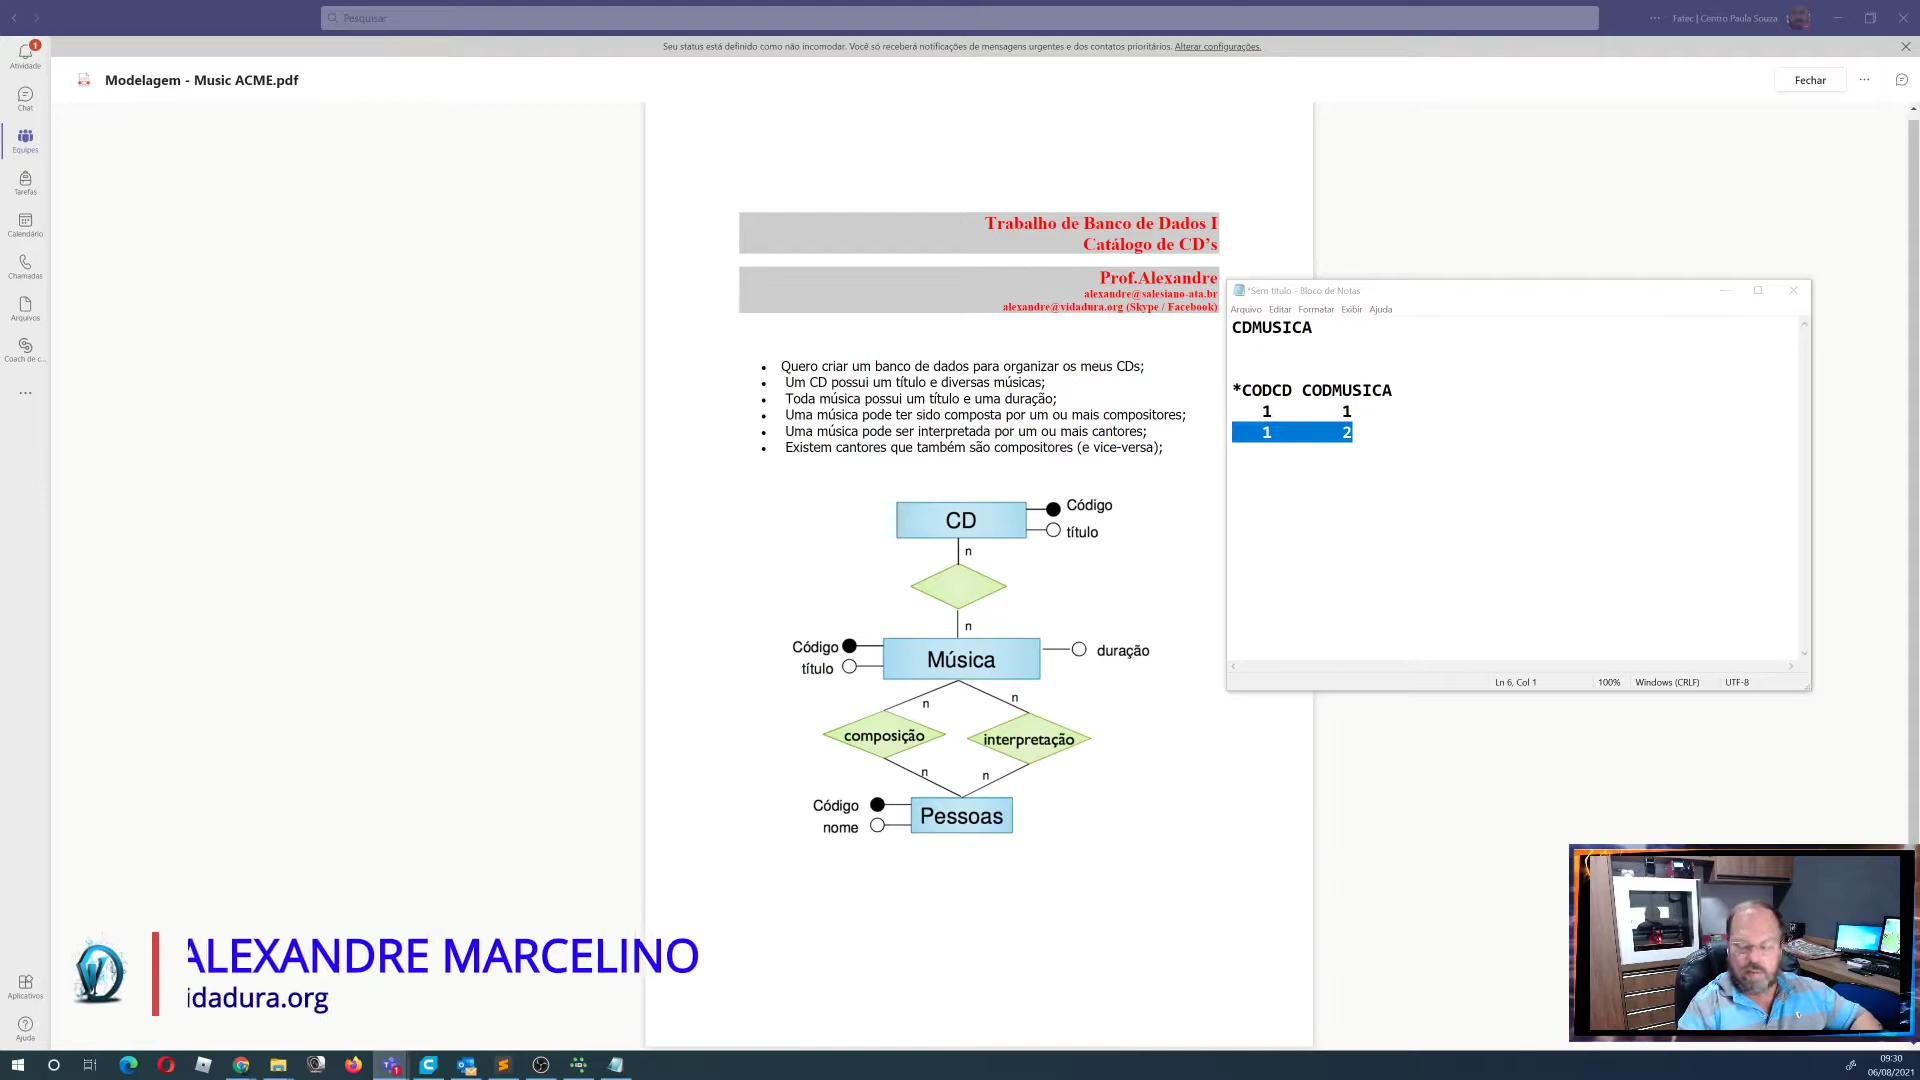 Pesquisar
Fatec | Centro Paula Souza
Seu status está definido como não incomodar. Você só receberá notificações de mensagens urgentes e dos contatos prioritários. Alterar configurações.
1
Atividade
Chat
Equipes
Tarefas
Calendário
Chamadas
Arquivos
Coach de c...
Aplicativos
Ajuda
Modelagem - Music ACME.pdf
Fechar
Trabalho de Banco de Dados I
Catálogo de CD’s
Prof.Alexandre
alexandre@salesiano-ata.br
alexandre@vidadura.org (Skype / Facebook)
• Quero criar um banco de dados para organizar os meus CDs;
• Um CD possui um título e diversas músicas;
• Toda música possui um título e uma duração;
• Uma música pode ter sido composta por um ou mais compositores;
• Uma música pode ser interpretada por um ou mais cantores;
• Existem cantores que também são compositores (e vice-versa);
CD
Código
título
n
n
Código
título
Música
duração
n
n
composição
interpretação
n
n
Código
nome
Pessoas
*Sem título - Bloco de Notas
Arquivo Editar Formatar Exibir Ajuda
CDMUSICA
*CODCD CODMUSICA
1 1
1 2
Ln 6, Col 1
100%
Windows (CRLF)
UTF-8
ALEXANDRE MARCELINO
idadura.org
09:30
06/08/2021